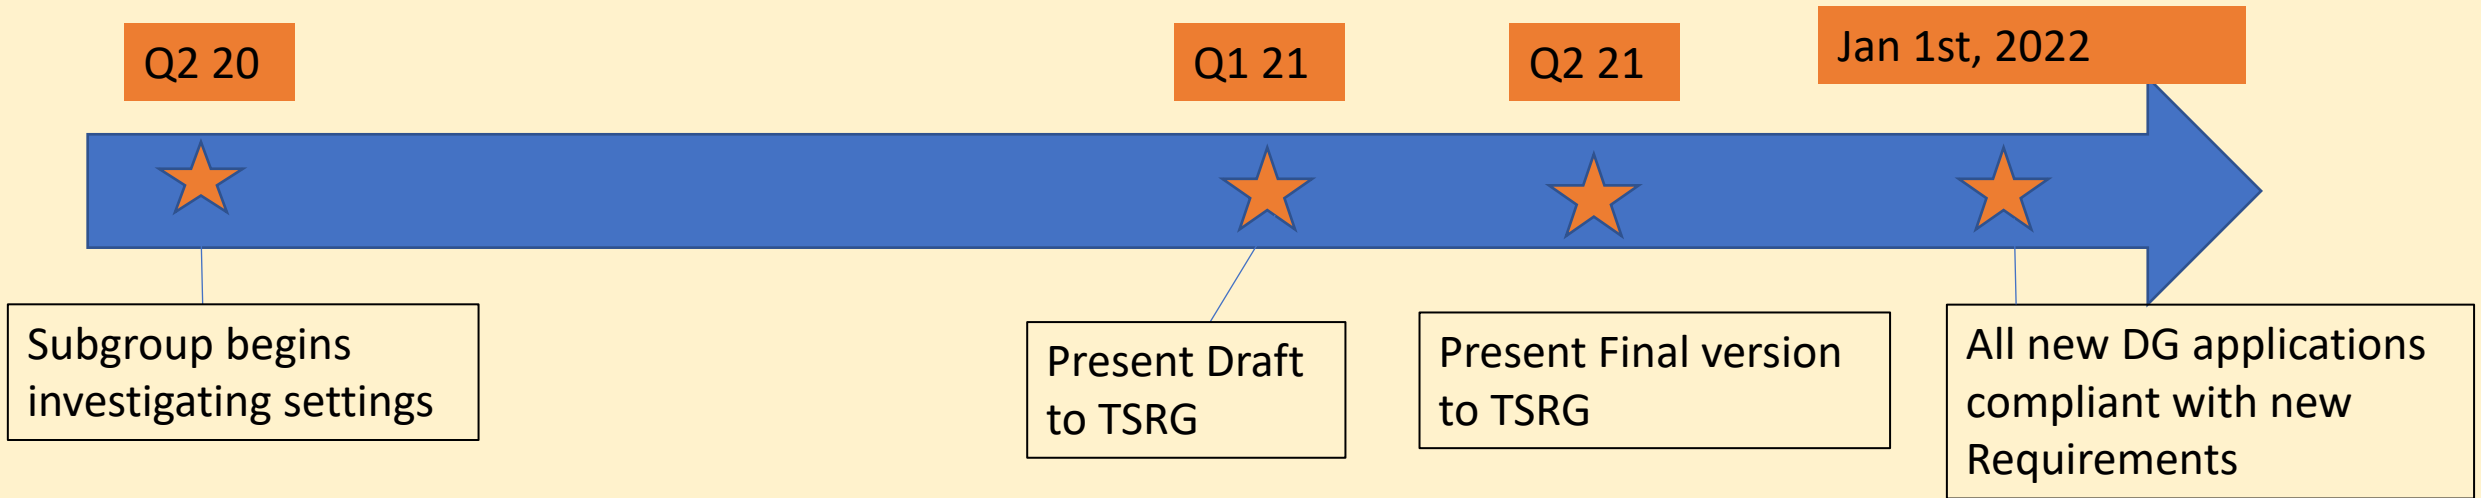 Q2 20
Q1 21
Q2 21
Jan 1st, 2022
Subgroup begins
investigating settings
Present Draft
to TSRG
Present Final version
to TSRG
All new DG applications
compliant with new
Requirements